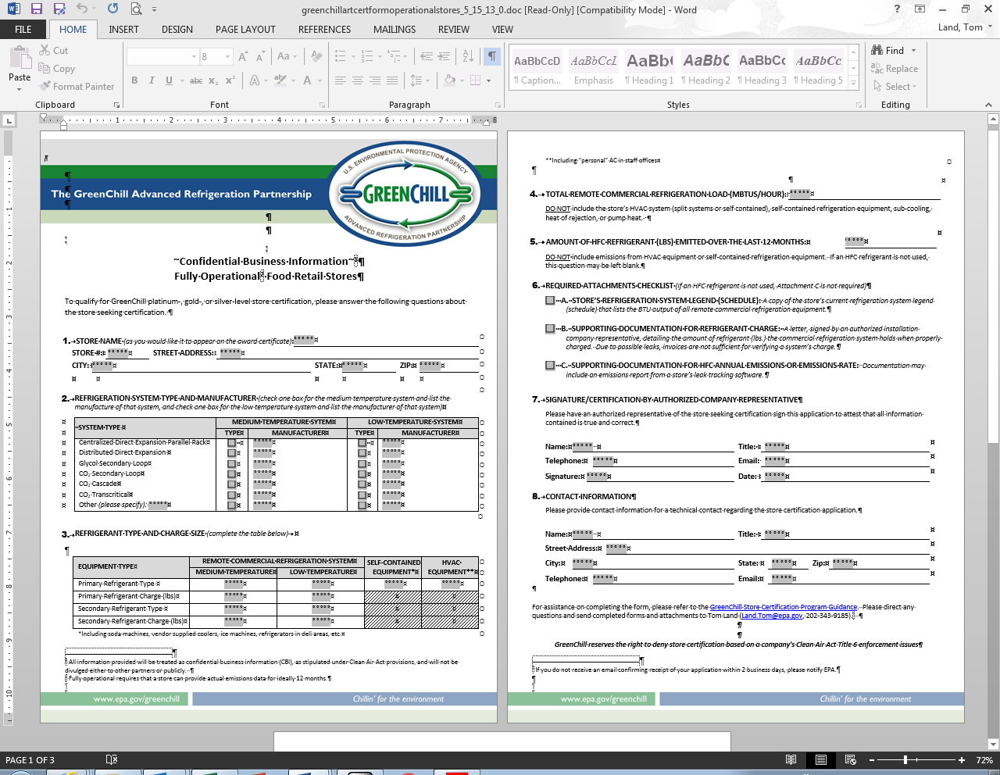 greenchillartcertformoperationalstores_5_15_13_0.doc [Read-Only] [Compatibility Mode] - Word
FILE HOME INSERT DESIGN PAGE LAYOUT REFERENCES MAILINGS REVIEW VIEW Land, Tom
Paste
Cut
Copy
Format Painter
Clipboard
8
Font
Paragraph
AaBbCcD AaBbCcI AaBb( AaBbC AaBbCc AaBbCc
¶ Caption... Emphasis ¶ Heading 1 ¶ Heading 2 ¶ Heading 3 ¶ Heading 5
Styles
Find
Replace
Select
Editing
The GreenChill Advanced Refrigeration Partnership
U.S. ENVIRONMENTAL PROTECTION AGENCY
GREENCHILL
ADVANCED REFRIGERATION PARTNERSHIP
~Confidential Business Information~¶
Fully Operational Food Retail Stores¶
To qualify for GreenChill platinum-, gold-, or silver-level store certification, please answer the following questions about
the store seeking certification. ¶
1. STORE NAME (as you would like it to appear on the award certificate):
STORE #: STREET ADDRESS:
CITY: STATE: ZIP:
2. REFRIGERATION SYSTEM TYPE AND MANUFACTURER (check one box for the medium temperature system and list the
manufacture of that system, and check one box for the low temperature system and list the manufacturer of that system)
SYSTEM TYPE MEDIUM TEMPERATURE SYTEM LOW TEMPERATURE SYSTEM
TYPE MANUFACTURER TYPE MANUFACTURER
Centralized Direct Expansion Parallel Rack
Distributed Direct Expansion
Glycol Secondary Loop
CO2 Secondary Loop
CO2 Cascade
CO2 Transcritical
Other (please specify):
3. REFRIGERANT TYPE AND CHARGE SIZE (complete the table below)
EQUIPMENT TYPE REMOTE COMMERCIAL REFRIGERATION SYSTEM SELF-CONTAINED EQUIPMENT* HVAC EQUIPMENT**
MEDIUM TEMPERATURE LOW TEMPERATURE
Primary Refrigerant Type
Primary Refrigerant Charge (lbs)
Secondary Refrigerant Type
Secondary Refrigerant Charge (lbs)
*Including soda machines, vendor supplied coolers, ice machines, refrigerators in deli areas, etc.
All information provided will be treated as confidential business information (CBI), as stipulated under Clean Air Act provisions, and will not be
divulged either to other partners or publicly. ¶
Fully operational requires that a store can provide actual emissions data for ideally 12 months.¶
www.epa.gov/greenchill Chillin' for the environment
**Including "personal" AC in staff offices
4. TOTAL REMOTE COMMERCIAL REFRIGERATION LOAD (MBTUS/HOUR):
DO NOT include the store's HVAC system (split systems or self contained), self-contained refrigeration equipment, sub-cooling,
heat of rejection, or pump heat. ¶
5. AMOUNT OF HFC REFRIGERANT (LBS) EMITTED OVER THE LAST 12 MONTHS:
DO NOT include emissions from HVAC equipment or self-contained refrigeration equipment. If an HFC refrigerant is not used,
this question may be left blank.¶
6. REQUIRED ATTACHMENTS CHECKLIST (if an HFC refrigerant is not used, Attachment C is not required)¶
A. STORE'S REFRIGERATION SYSTEM LEGEND (SCHEDULE): A copy of the store's current refrigeration system legend
(schedule) that lists the BTU output of all remote commercial refrigeration equipment.¶
B. SUPPORTING DOCUMENTATION FOR REFRIGERANT CHARGE: A letter, signed by an authorized installation
company representative, detailing the amount of refrigerant (lbs.) the commercial refrigeration system holds when properly
charged. Due to possible leaks, invoices are not sufficient for verifying a system's charge. ¶
C. SUPPORTING DOCUMENTATION FOR HFC ANNUAL EMISSIONS OR EMISSIONS RATE: Documentation may
include an emissions report from a store's leak tracking software.¶
7. SIGNATURE/CERTIFICATION BY AUTHORIZED COMPANY REPRESENTATIVE¶
Please have an authorized representative of the store seeking certification sign this application to attest that all information
contained is true and correct.¶
Name: Title:
Telephone: Email:
Signature: Date:
8. CONTACT INFORMATION¶
Please provide contact information for a technical contact regarding the store certification application.¶
Name: Title:
Street Address:
City: State: Zip:
Telephone: Email:
For assistance on completing the form, please refer to the GreenChill Store Certification Program Guidance. Please direct any
questions and send completed forms and attachments to Tom Land (Land.Tom@epa.gov, 202-343-9185). ¶
GreenChill reserves the right to deny store certification based on a company's Clean Air Act Title 6 enforcement issues¶
If you do not receive an email confirming receipt of your application within 2 business days, please notify EPA.¶
www.epa.gov/greenchill Chillin' for the environment
PAGE 1 OF 3 72%